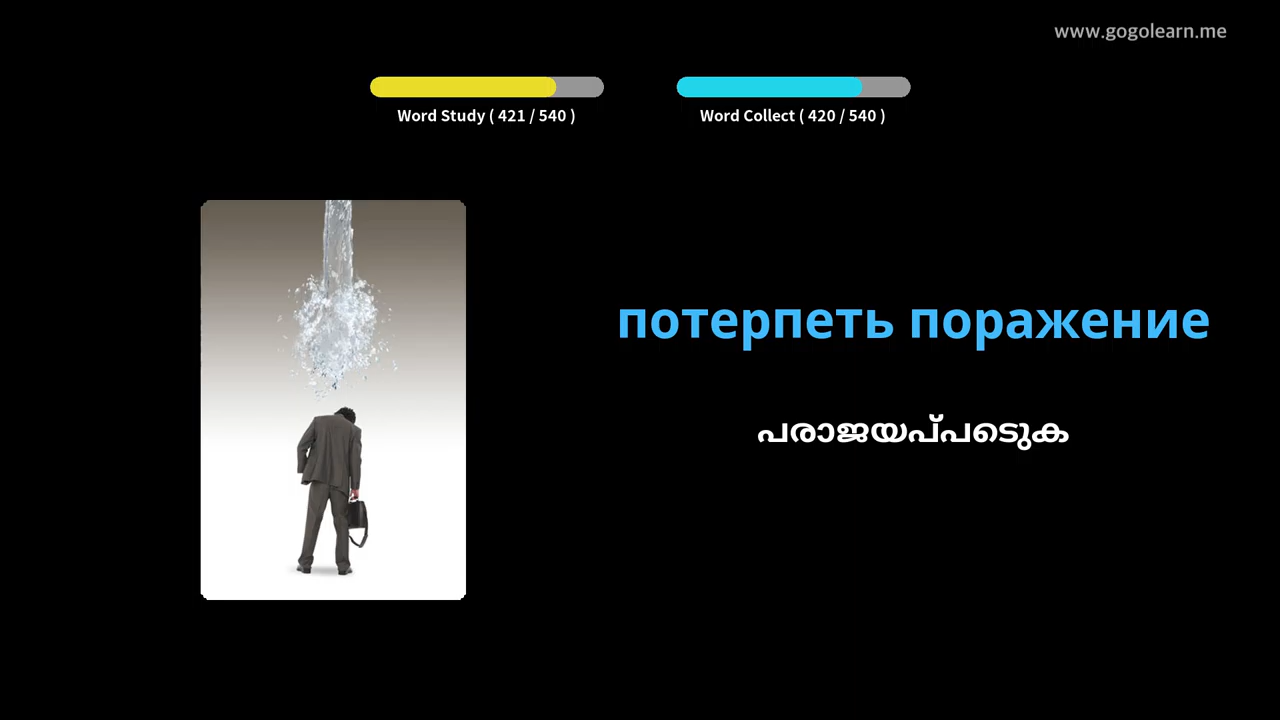 www.gogolearn.me
Word Study ( 421 / 540 )
Word Collect ( 420 / 540 )
потерпеть поражение
പരാജയപ്പെടുക